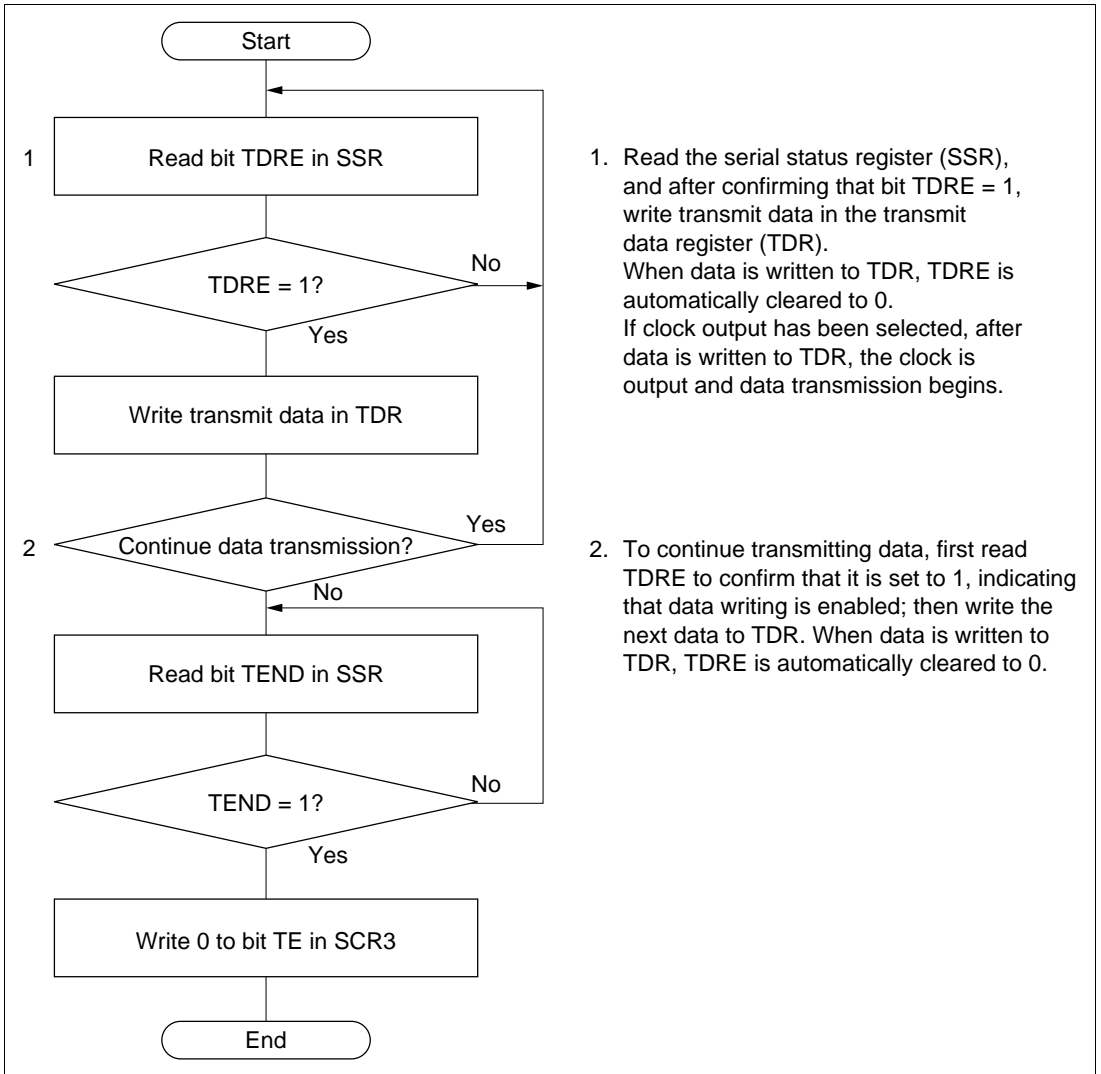 Start
1
Read bit TDRE in SSR
TDRE = 1?
No
Yes
Write transmit data in TDR
2
Continue data transmission?
Yes
No
Read bit TEND in SSR
TEND = 1?
No
Yes
Write 0 to bit TE in SCR3
End
1. Read the serial status register (SSR),
and after confirming that bit TDRE = 1,
write transmit data in the transmit
data register (TDR).
When data is written to TDR, TDRE is
automatically cleared to 0.
If clock output has been selected, after
data is written to TDR, the clock is
output and data transmission begins.
2. To continue transmitting data, first read
TDRE to confirm that it is set to 1, indicating
that data writing is enabled; then write the
next data to TDR. When data is written to
TDR, TDRE is automatically cleared to 0.